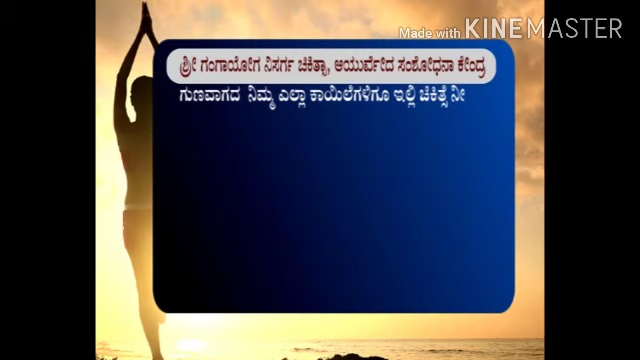 Made with KINEMASTER
ಶ್ರೀ ಗಂಗಾಯೋಗ ನಿಸರ್ಗ ಚಿಕಿತ್ಸಾ, ಆಯುರ್ವೇದ ಸಂಶೋಧನಾ ಕೇಂದ್ರ
ಗುಣವಾಗದ ನಿಮ್ಮ ಎಲ್ಲಾ ಕಾಯಿಲೆಗಳಿಗೂ ಇಲ್ಲಿ ಚಿಕಿತ್ಸೆ ನೀ